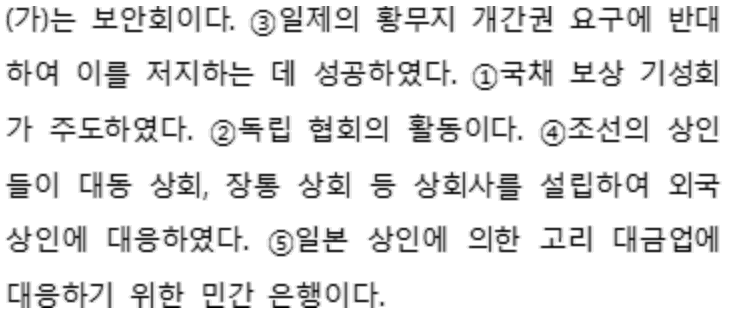 (가)는 보안회이다. ③일제의 황무지 개간권 요구에 반대
하여 이를 저지하는 데 성공하였다. ①국채 보상 기성회
가 주도하였다. ②독립 협회의 활동이다. ④조선의 상인
들이 대동 상회, 장통 상회 등 상회사를 설립하여 외국
상인에 대응하였다. ⑤일본 상인에 의한 고리 대금업에
대응하기 위한 민간 은행이다.